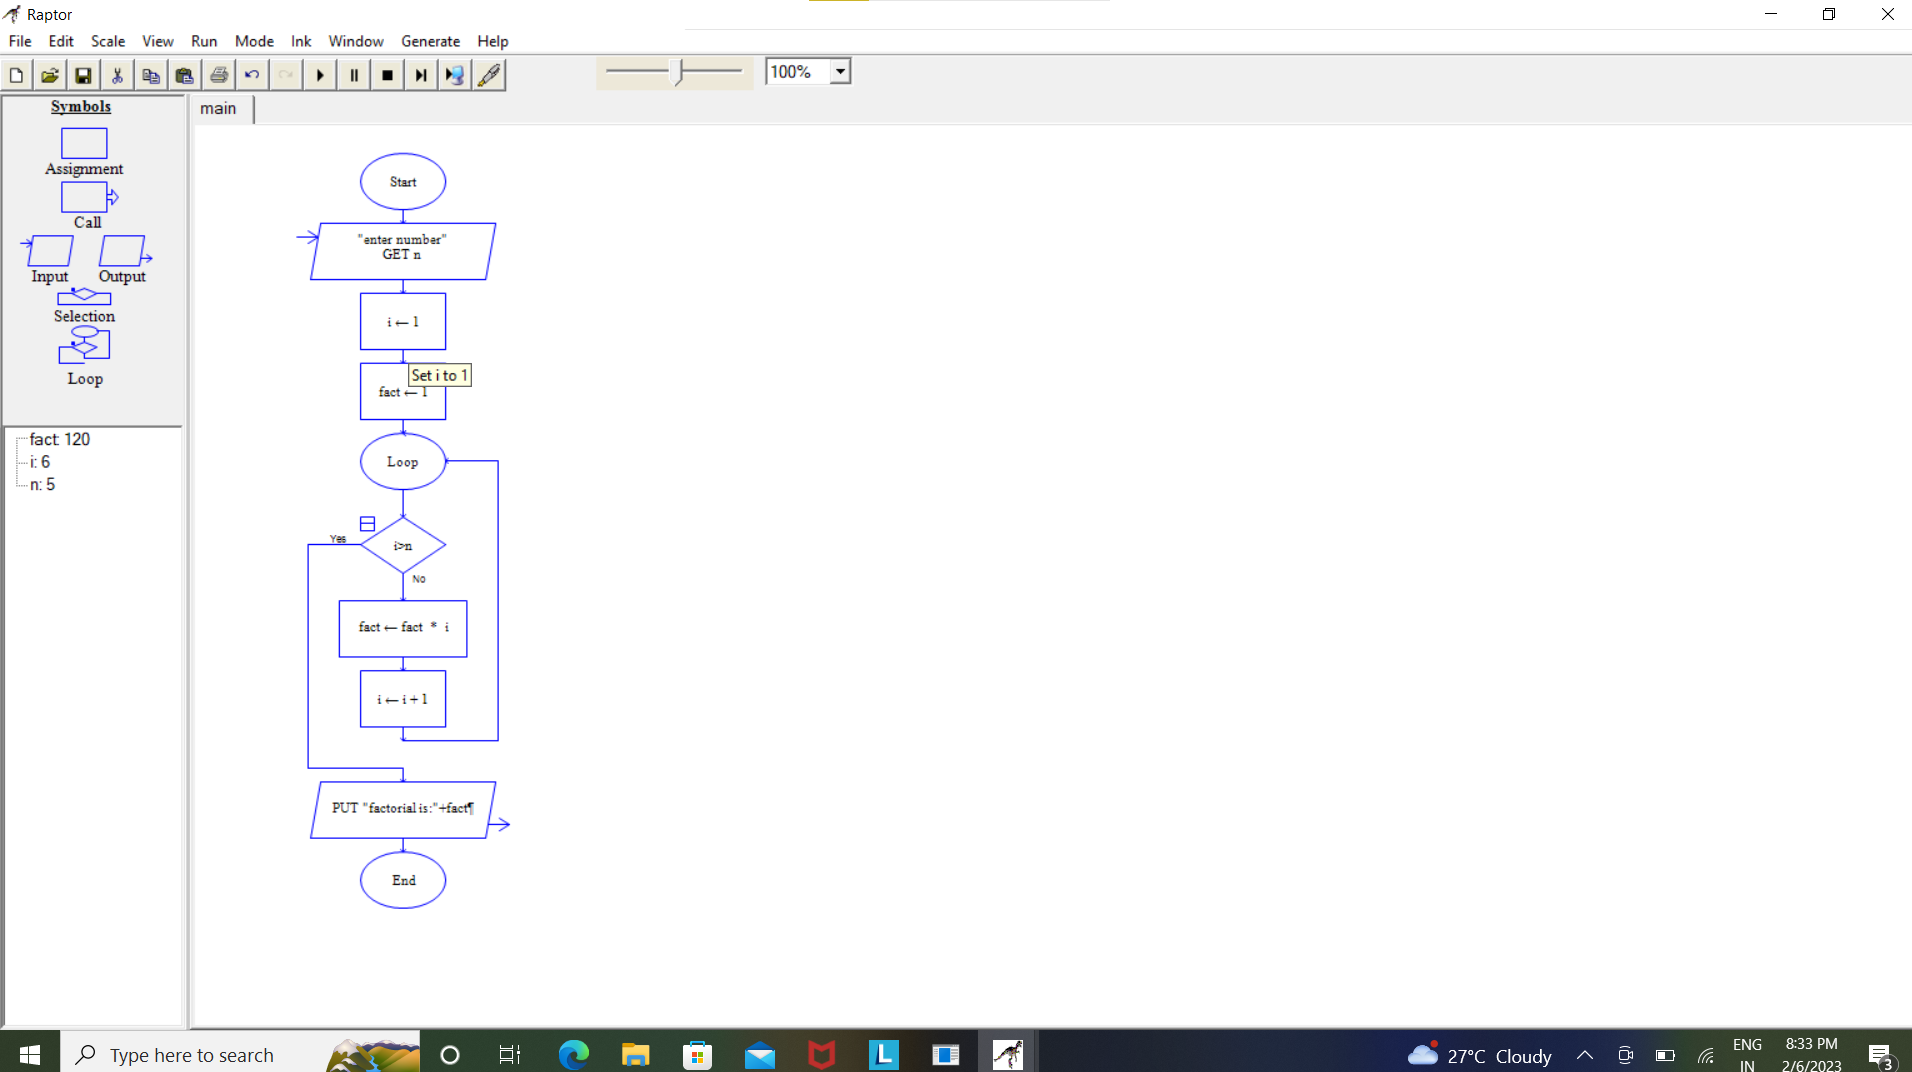 Raptor
File Edit Scale View Run Mode Ink Window Generate Help
100%
Symbols
Assignment
Call
Input Output
Selection
Loop
fact: 120
i: 6
n: 5
main
Start
"enter number"
GET n
i ← 1
Set i to 1
fact ← 1
Loop
Yes
i>n
No
fact ← fact * i
i ← i + 1
PUT "factorial is:"+fact¶
End
Type here to search
L
27°C Cloudy
ENG
IN
8:33 PM
2/6/2023
3